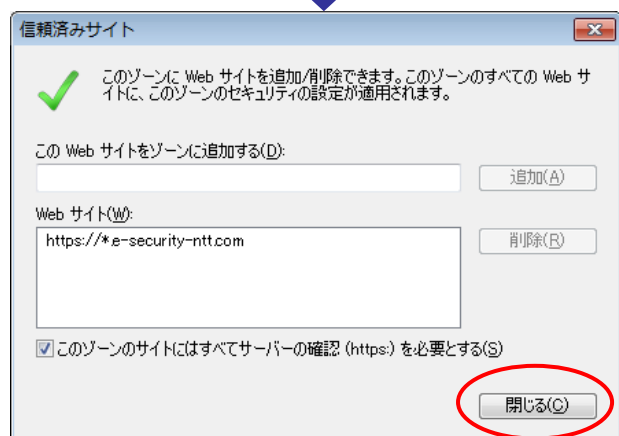 信頼済みサイト
このゾーンに Web サイトを追加/削除できます。このゾーンのすべての Web サ
イトに、このゾーンのセキュリティの設定が適用されます。
この Web サイトをゾーンに追加する(D):
追加(A)
Web サイト(W):
https://*.e-security-ntt.com
削除(R)
このゾーンのサイトにはすべてサーバーの確認 (https:) を必要とする(S)
閉じる(C)